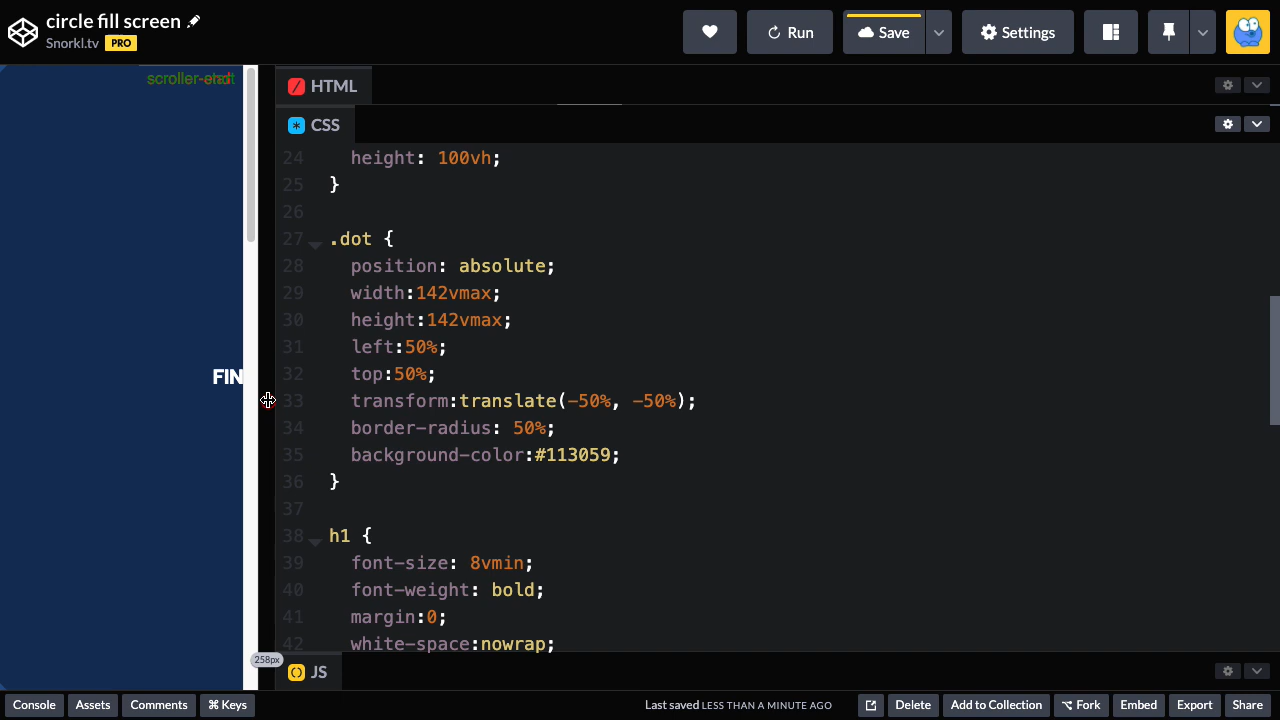 circle fill screen
Snorkl.tv PRO
Run
Save
Settings
scroller-start
HTML
CSS
24 height: 100vh;
25 }
26
27 .dot {
28 position: absolute;
29 width:142vmax;
30 height:142vmax;
31 left:50%;
32 top:50%;
33 transform:translate(-50%, -50%);
34 border-radius: 50%;
35 background-color:#113059;
36 }
37
38 h1 {
39 font-size: 8vmin;
40 font-weight: bold;
41 margin:0;
42 white-space:nowrap;
FIN
258px
JS
Console Assets Comments ⌘ Keys Last saved LESS THAN A MINUTE AGO Delete Add to Collection ⌥ Fork Embed Export Share